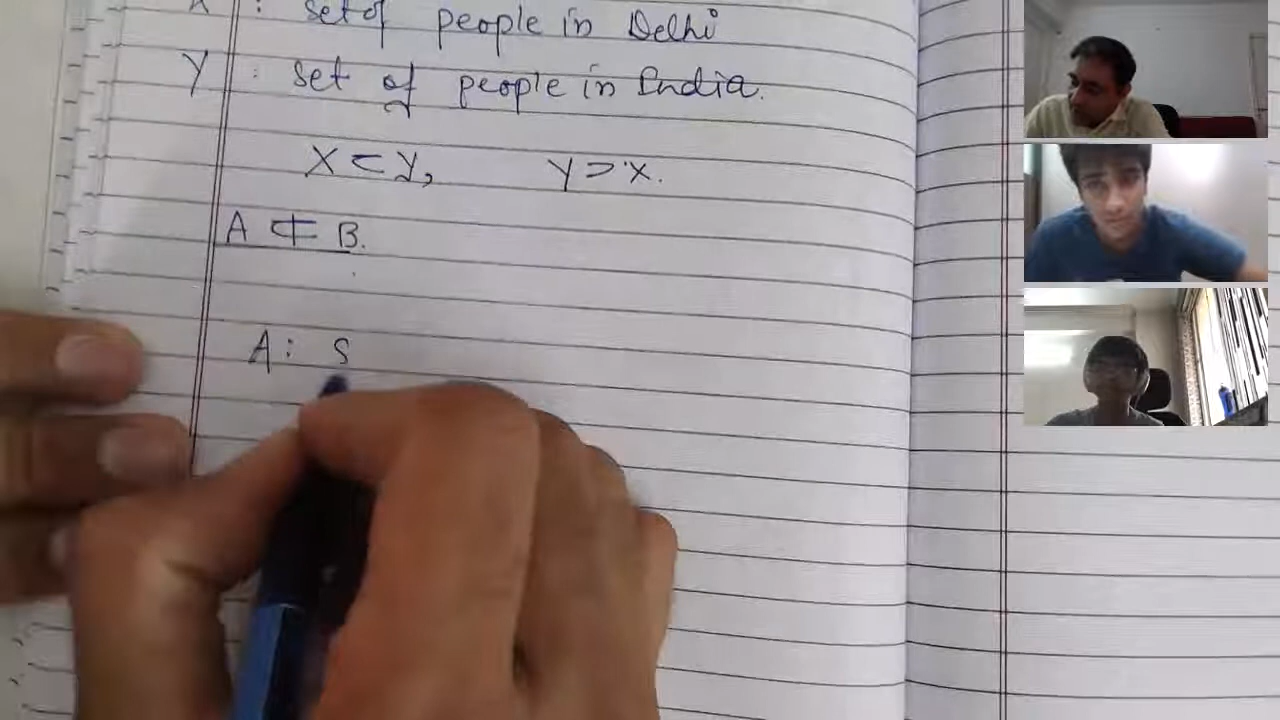 X : set of people in Delhi
Y : set of people in India.
X ⊂ Y, Y ⊃ X.
A ⊄ B.
A : S